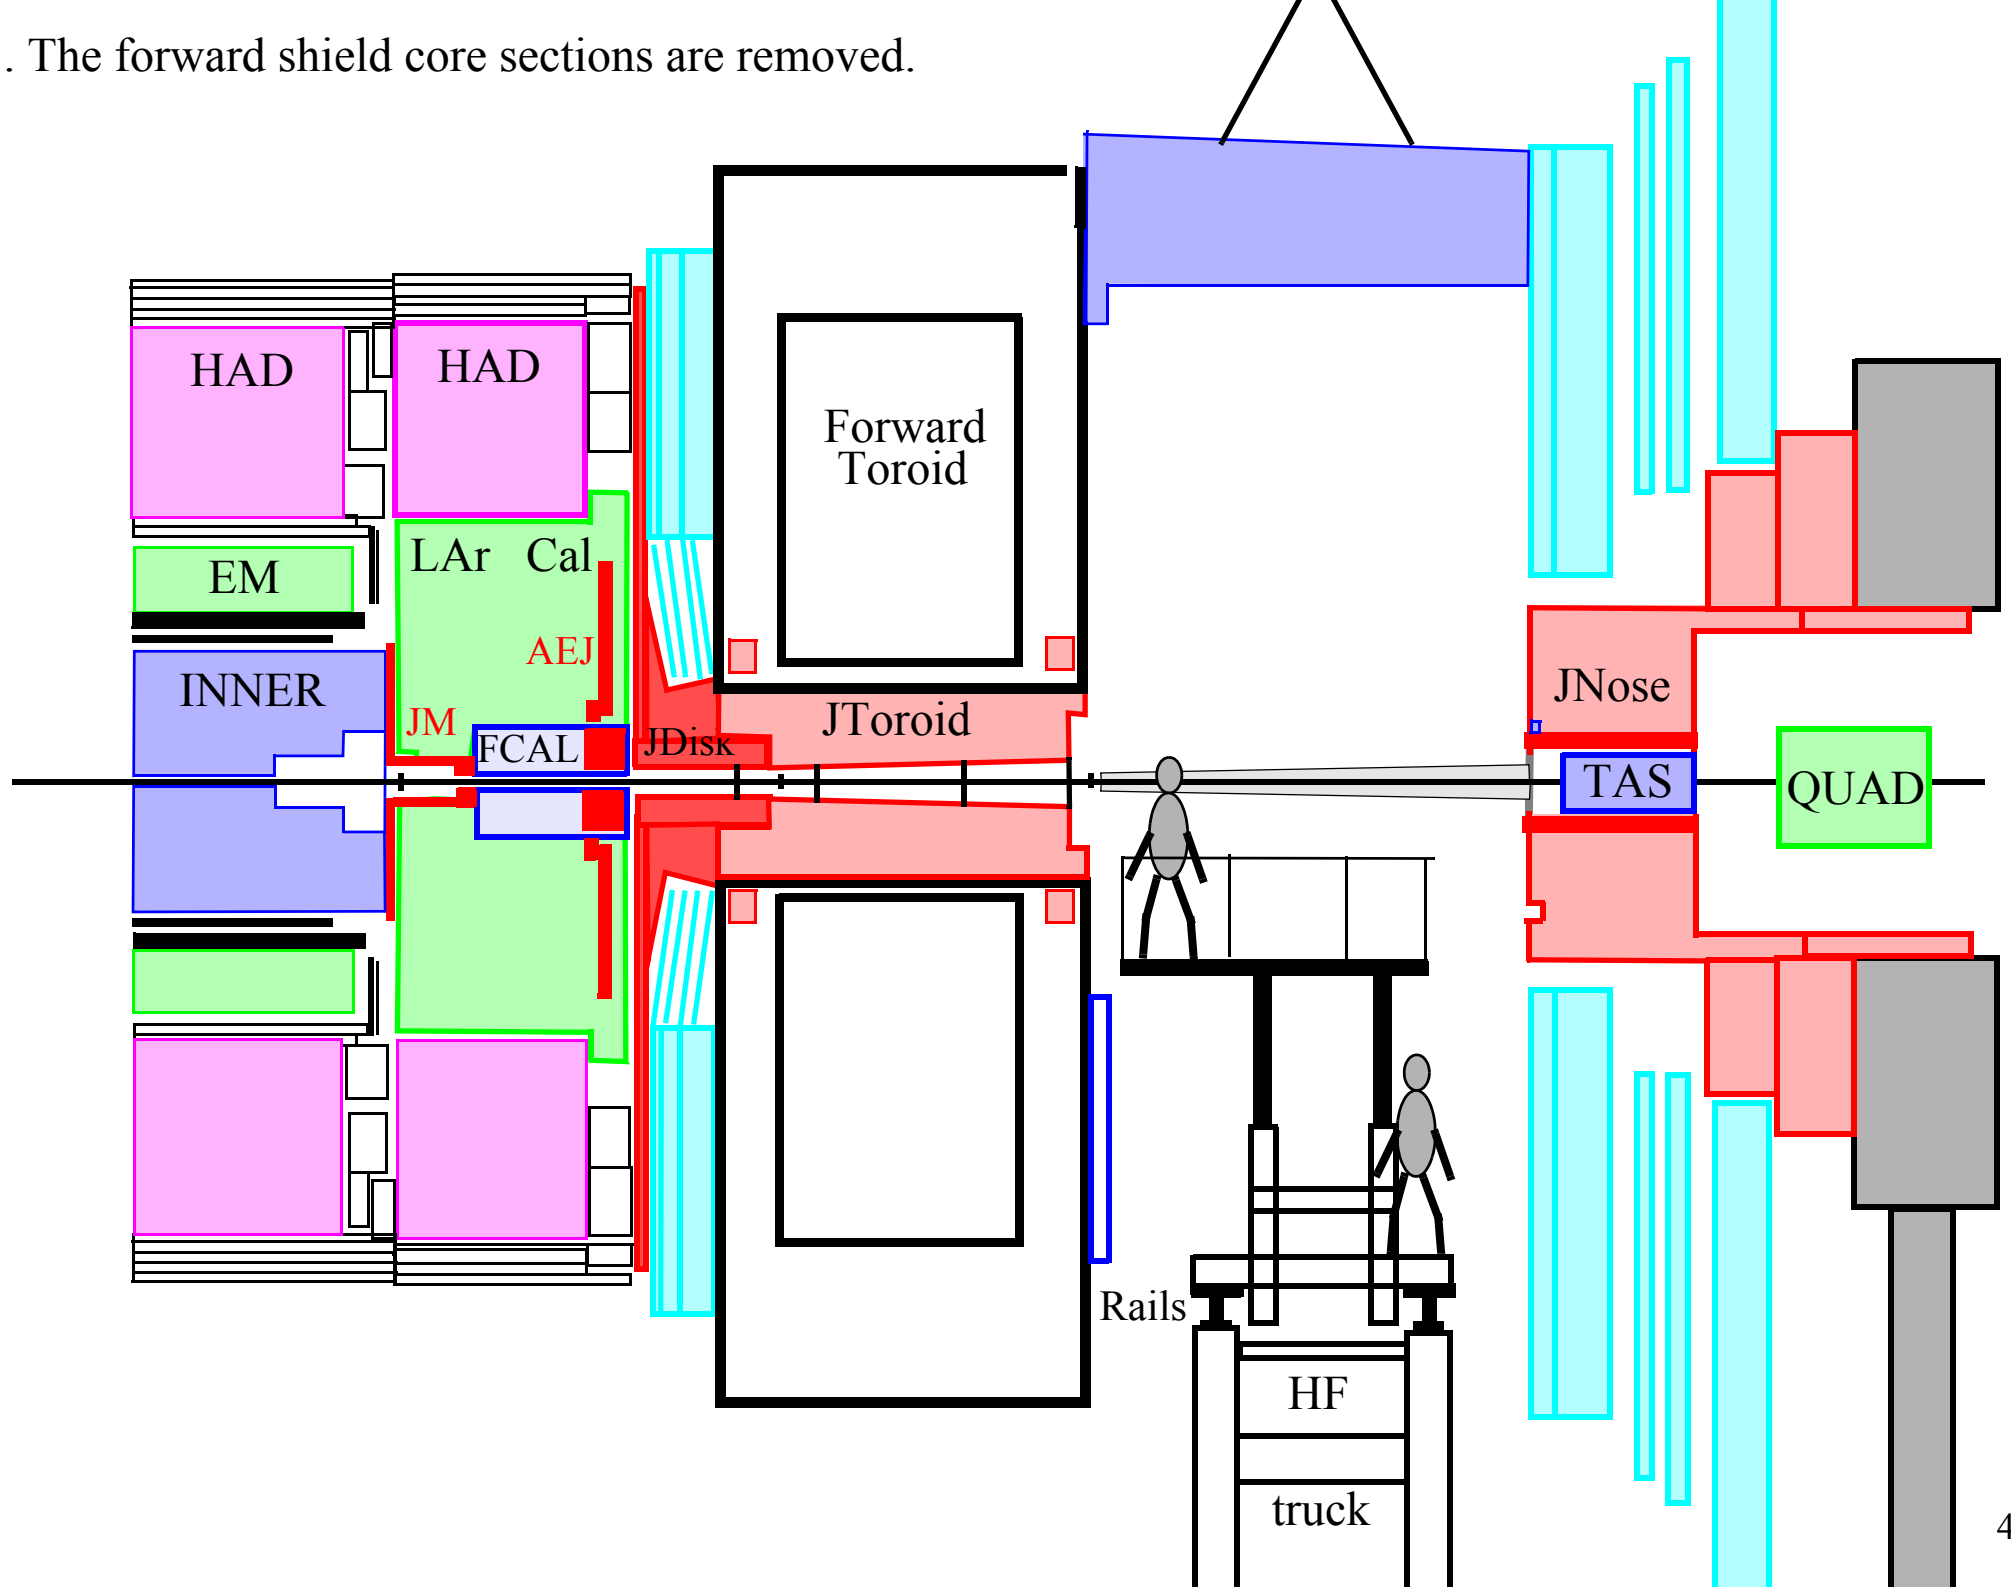 . The forward shield core sections are removed.
HAD
HAD
Forward
Toroid
LAr Cal
EM
AEJ
INNER
JM
FCAL
JDisk
JToroid
JNose
TAS
QUAD
Rails
HF
truck
4